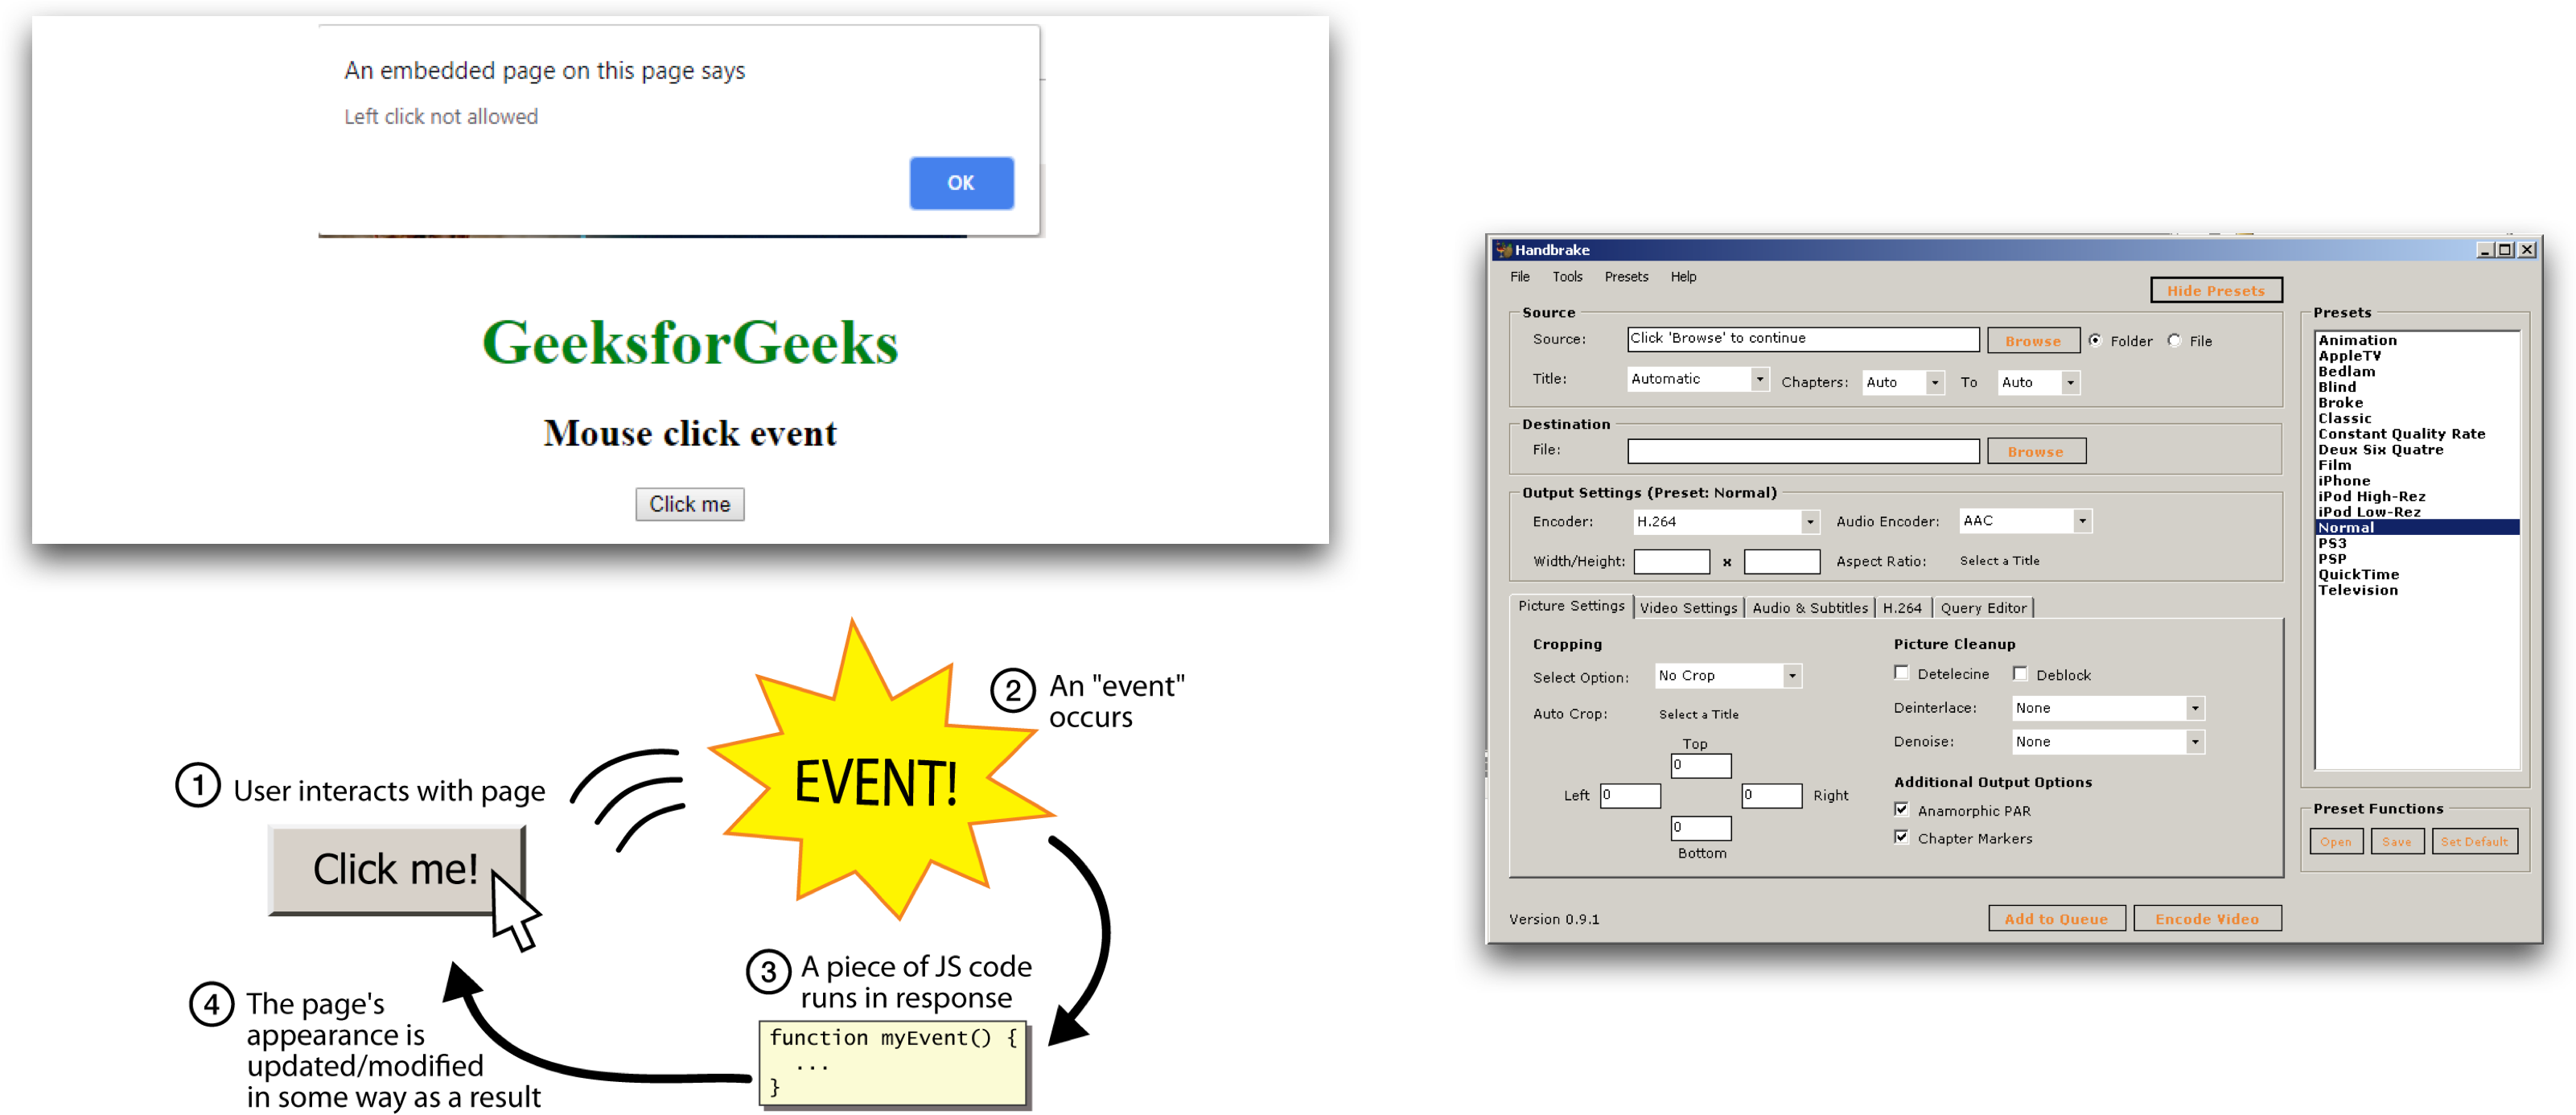 An embedded page on this page says
Left click not allowed
OK
GeeksforGeeks
Mouse click event
Click me
1 User interacts with page
Click me!
EVENT!
2 An "event"
occurs
3 A piece of JS code
runs in response
function myEvent() {
...
}
4 The page's
appearance is
updated/modified
in some way as a result
Handbrake
File Tools Presets Help
Hide Presets
Source
Source: Click 'Browse' to continue Browse Folder File
Title: Automatic Chapters: Auto To Auto
Destination
File: Browse
Output Settings (Preset: Normal)
Encoder: H.264 Audio Encoder: AAC
Width/Height: x Aspect Ratio: Select a Title
Picture Settings Video Settings Audio & Subtitles H.264 Query Editor
Cropping
Select Option: No Crop
Auto Crop: Select a Title
Top
0
Left 0 0 Right
0
Bottom
Picture Cleanup
Detelecine Deblock
Deinterlace: None
Denoise: None
Additional Output Options
Anamorphic PAR
Chapter Markers
Version 0.9.1
Add to Queue Encode Video
Presets
Animation
AppleTV
Bedlam
Blind
Broke
Classic
Constant Quality Rate
Deux Six Quatre
Film
iPhone
iPod High-Rez
iPod Low-Rez
Normal
PS3
PSP
QuickTime
Television
Preset Functions
Open Save Set Default